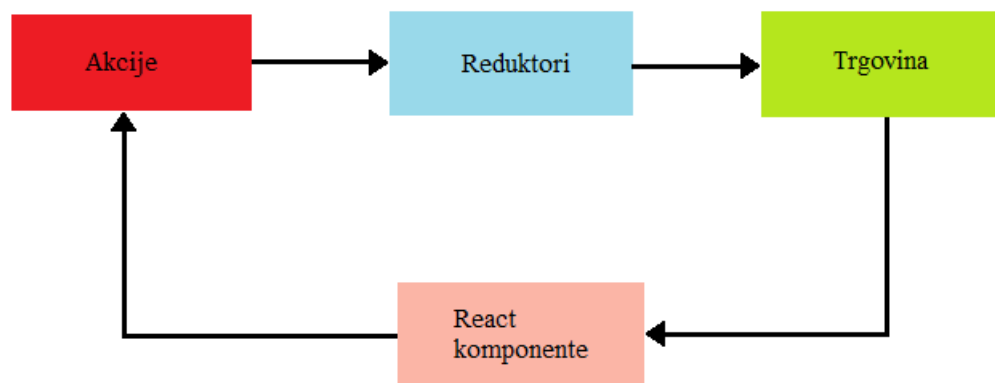 Akcije
Reduktori
Trgovina
React
komponente